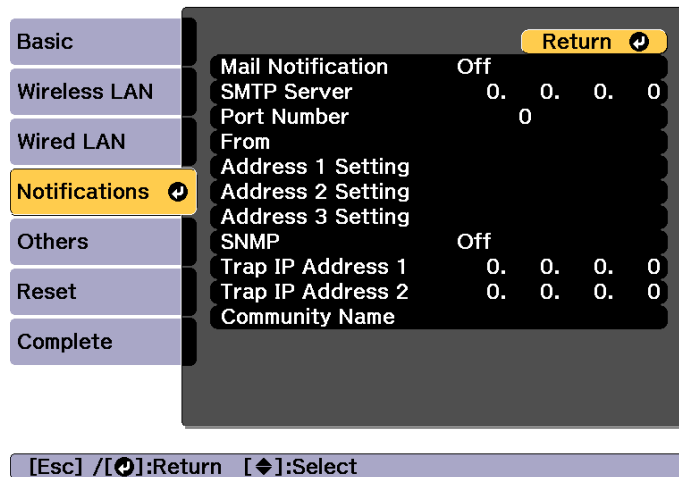 Basic
Wireless LAN
Wired LAN
Notifications
Others
Reset
Complete
Return
Mail Notification Off
SMTP Server 0. 0. 0. 0
Port Number 0
From
Address 1 Setting
Address 2 Setting
Address 3 Setting
SNMP Off
Trap IP Address 1 0. 0. 0. 0
Trap IP Address 2 0. 0. 0. 0
Community Name
[Esc] /[⏎]:Return [◆]:Select